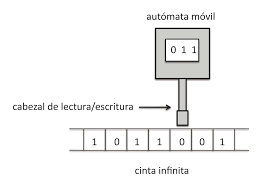 autómata móvil
0 1 1
cabezal de lectura/escritura
1 0 1 1 0 0 1
cinta infinita